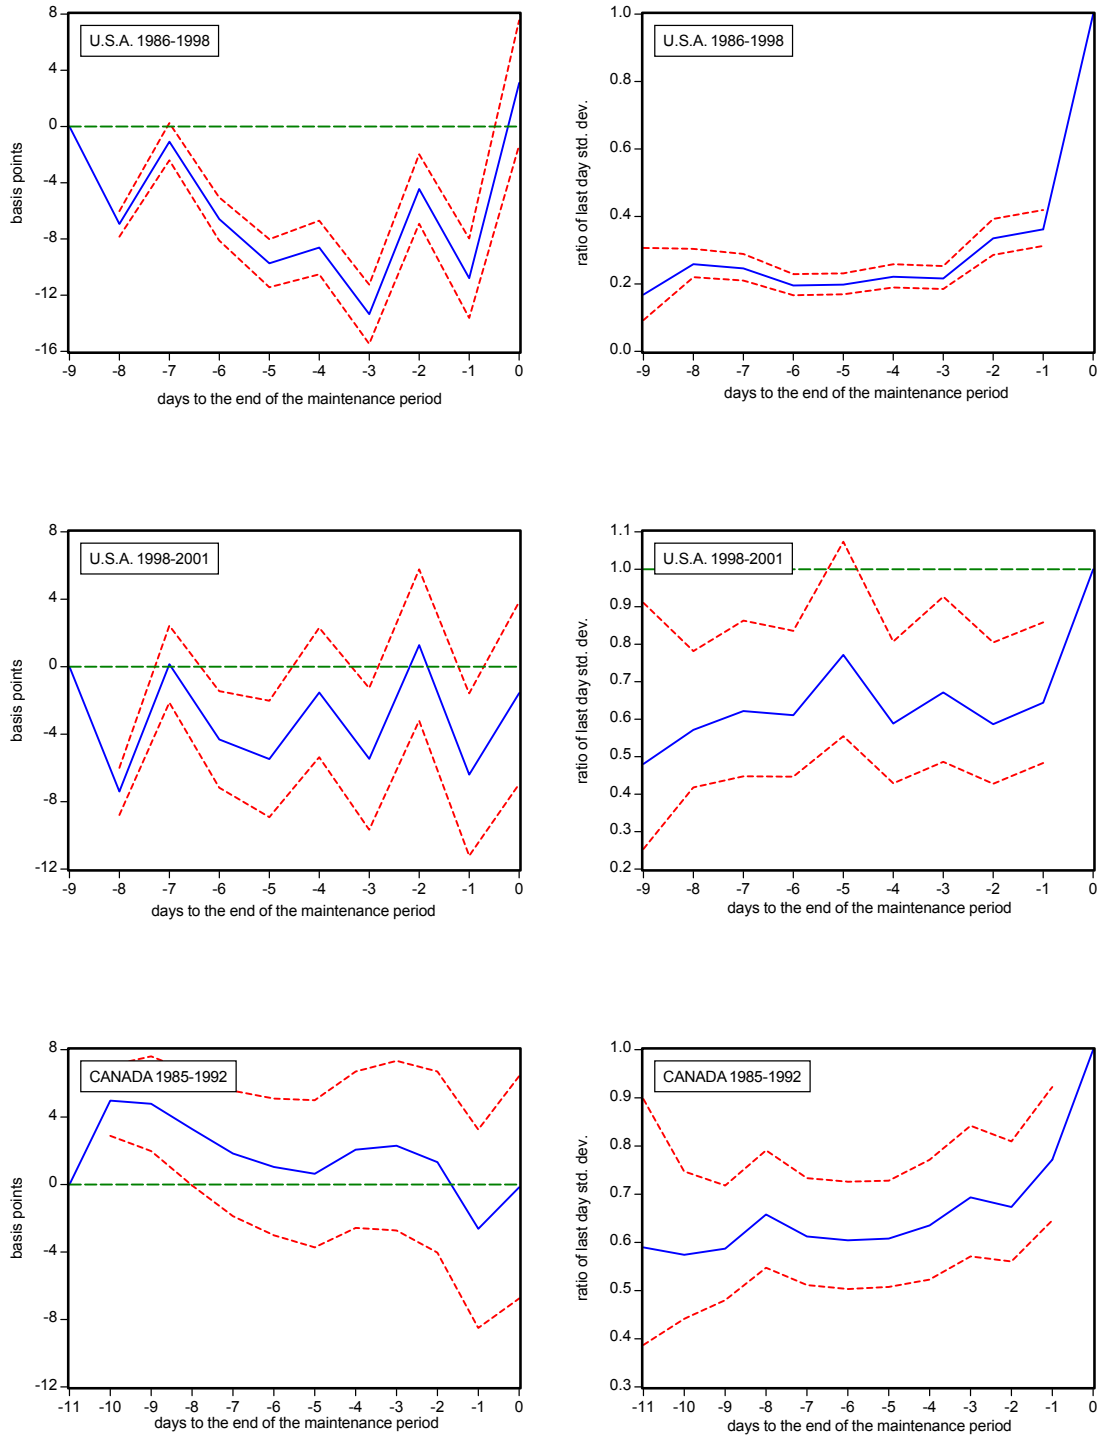 8
U.S.A. 1986-1998
4
0
-4
-8
-12
-16
basis points
-9 -8 -7 -6 -5 -4 -3 -2 -1 0
days to the end of the maintenance period
1.0
U.S.A. 1986-1998
0.8
0.6
0.4
0.2
0.0
ratio of last day std. dev.
-9 -8 -7 -6 -5 -4 -3 -2 -1 0
days to the end of the maintenance period
8
U.S.A. 1998-2001
4
0
-4
-8
-12
basis points
-9 -8 -7 -6 -5 -4 -3 -2 -1 0
days to the end of the maintenance period
1.1
U.S.A. 1998-2001
1.0
0.9
0.8
0.7
0.6
0.5
0.4
0.3
0.2
ratio of last day std. dev.
-9 -8 -7 -6 -5 -4 -3 -2 -1 0
days to the end of the maintenance period
8
CANADA 1985-1992
4
0
-4
-8
-12
basis points
-11 -10 -9 -8 -7 -6 -5 -4 -3 -2 -1 0
days to the end of the maintenance period
1.0
CANADA 1985-1992
0.9
0.8
0.7
0.6
0.5
0.4
0.3
ratio of last day std. dev.
-11 -10 -9 -8 -7 -6 -5 -4 -3 -2 -1 0
days to the end of the maintenance period